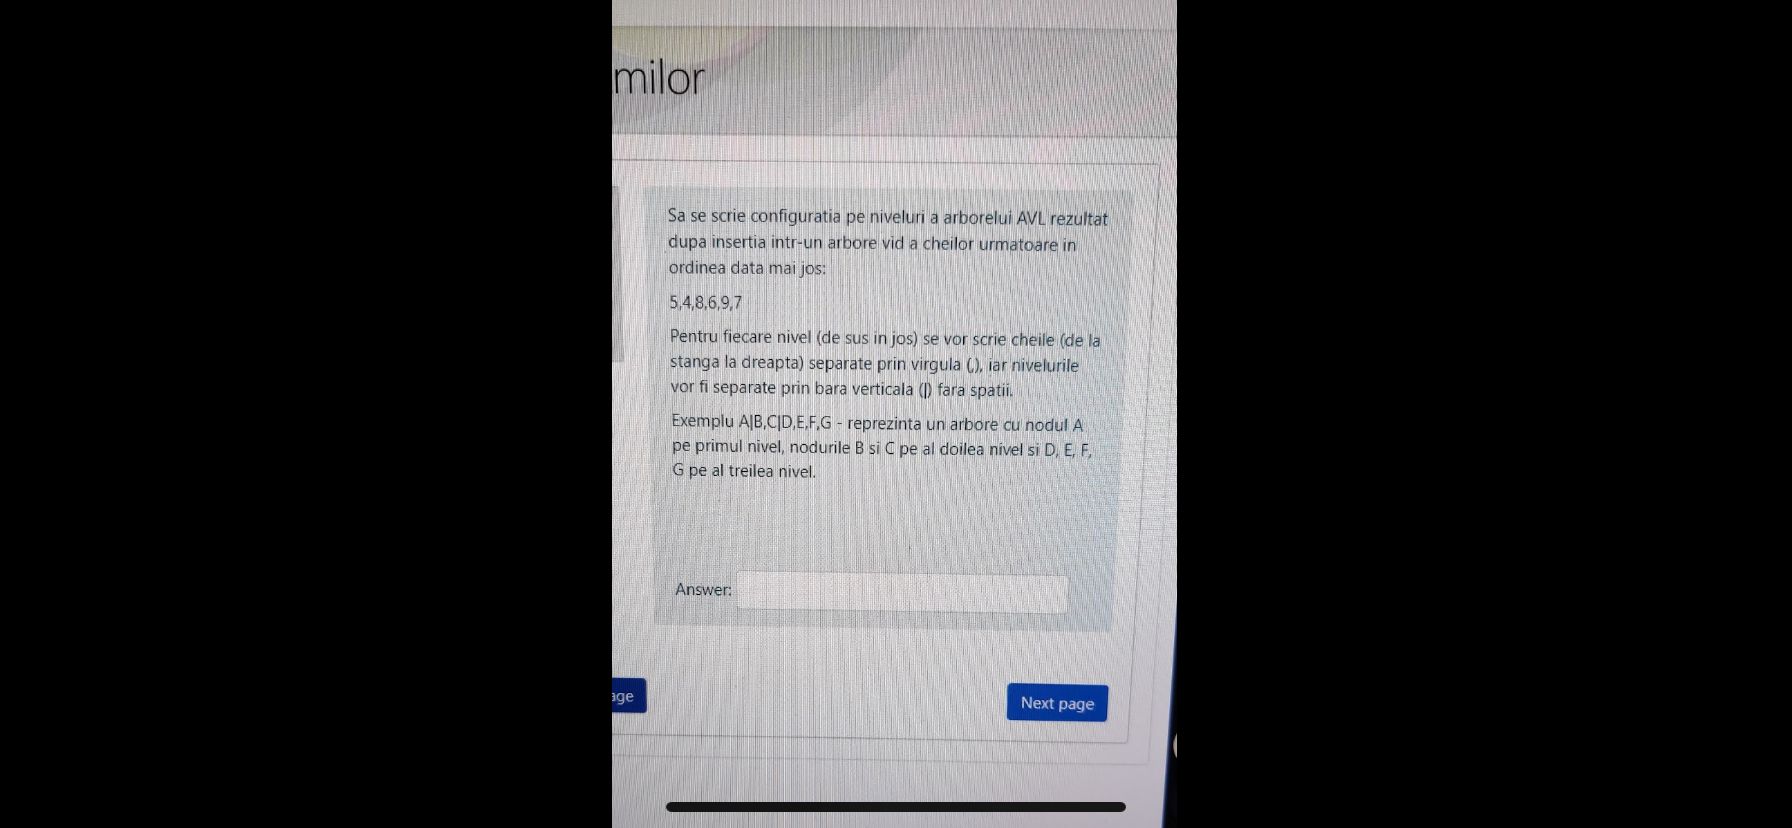 milor
Sa se scrie configuratia pe niveluri a arborelui AVL rezultat
dupa insertia intr-un arbore vid a cheilor urmatoare in
ordinea data mai jos:
5,4,8,6,9,7
Pentru fiecare nivel (de sus in jos) se vor scrie cheile (de la
stanga la dreapta) separate prin virgula (,), iar nivelurile
vor fi separate prin bara verticala (|) fara spatii.
Exemplu A|B,C|D,E,F,G - reprezinta un arbore cu nodul A
pe primul nivel, nodurile B si C pe al doilea nivel si D, E, F,
G pe al treilea nivel.
Answer:
age
Next page